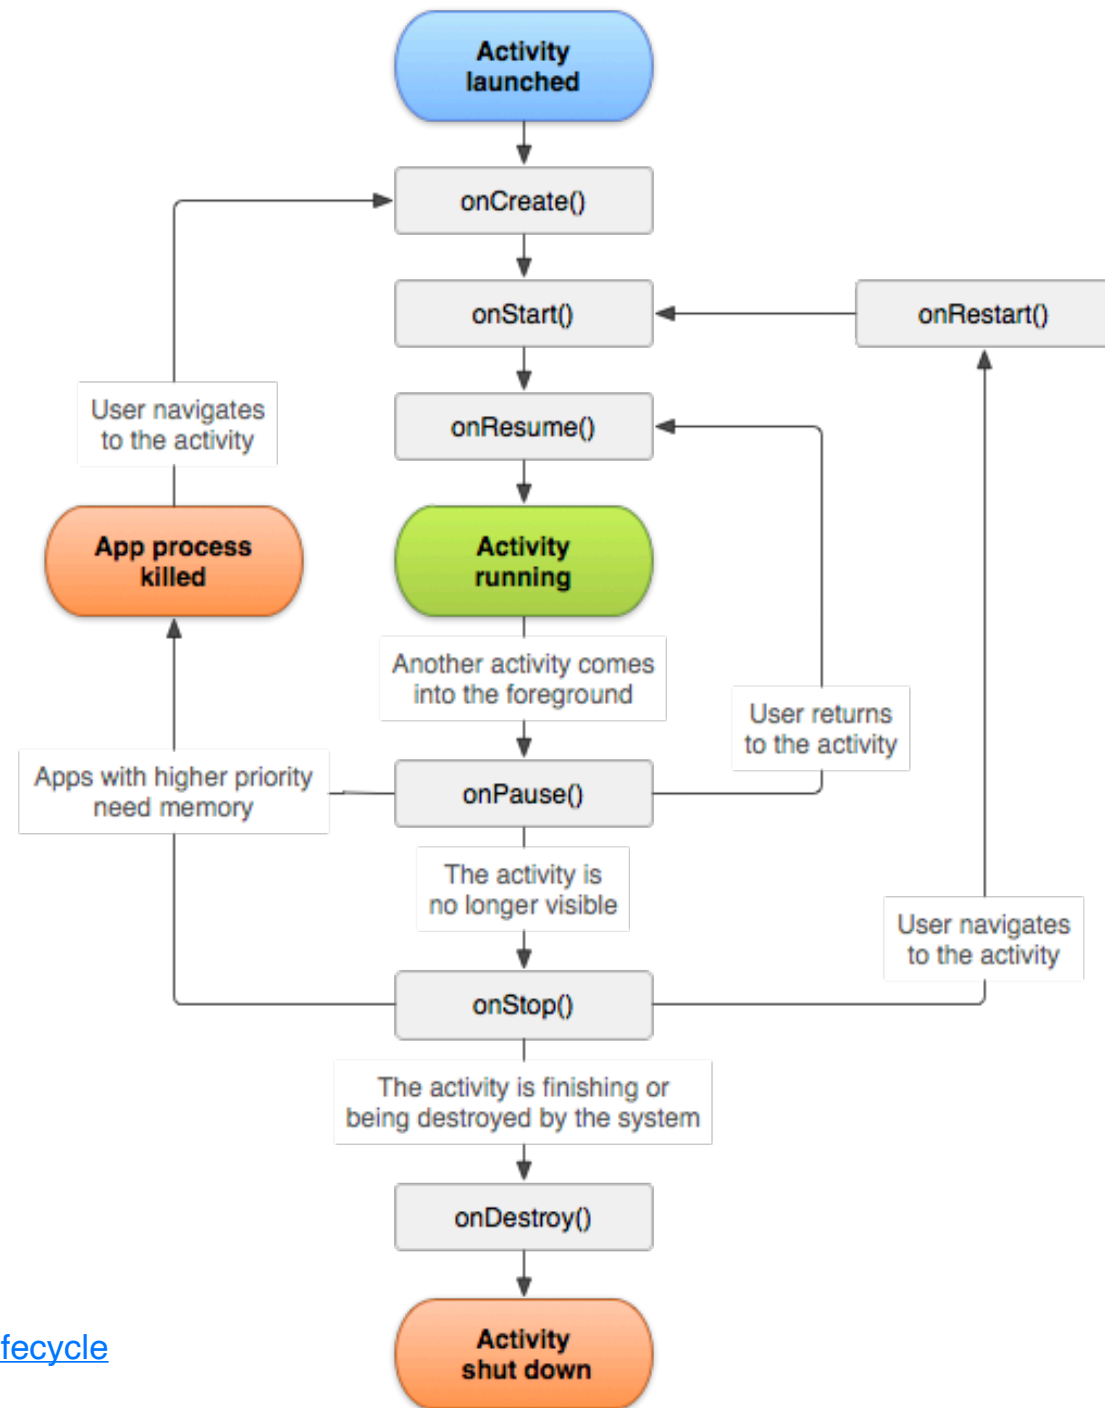 Activity
launched
onCreate()
onStart()
onRestart()
User navigates
to the activity
onResume()
App process
killed
Activity
running
Another activity comes
into the foreground
User returns
to the activity
Apps with higher priority
need memory
onPause()
The activity is
no longer visible
User navigates
to the activity
onStop()
The activity is finishing or
being destroyed by the system
onDestroy()
fecycle
Activity
shut down